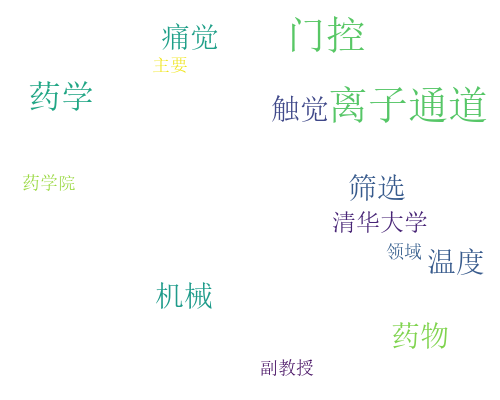 门控
痛觉
主要
药学
触觉
离子通道
药学院
筛选
清华大学
领域
温度
机械
药物
副教授